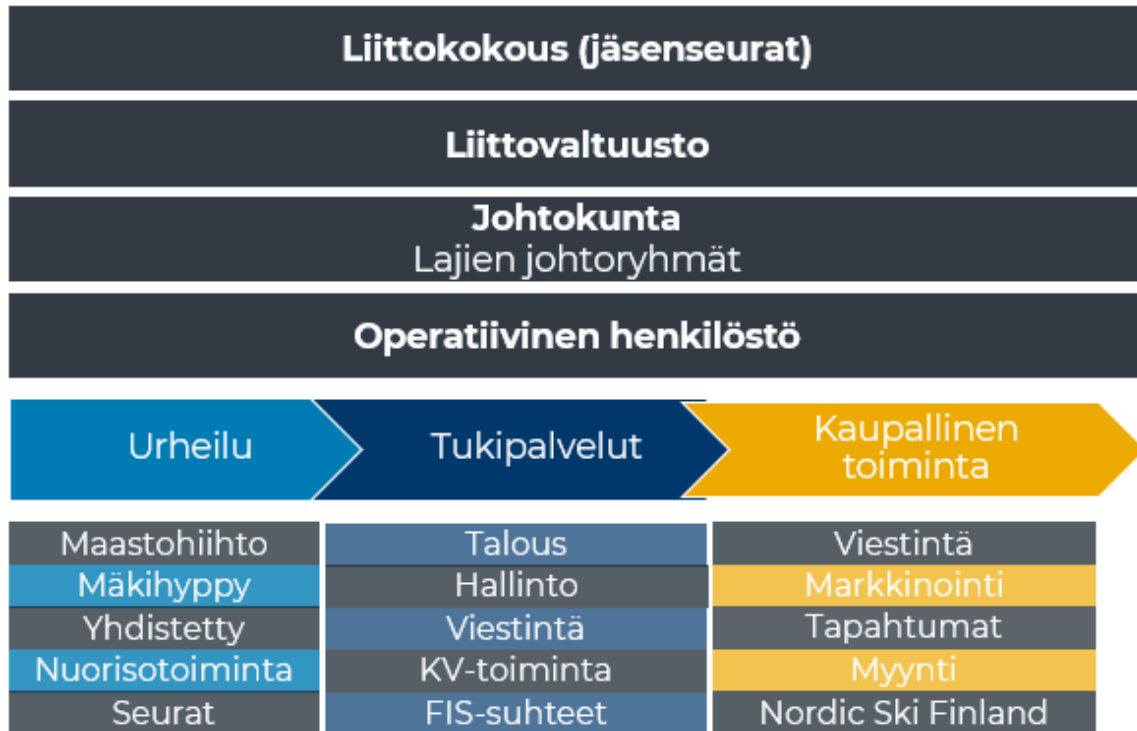 Liittokokous (jäsenseurat)
Liittovaltuusto
Johtokunta
Lajien johtoryhmät
Operatiivinen henkilöstö
Urheilu
Tukipalvelut
Kaupallinen
toiminta
Maastohiihto
Mäkihyppy
Yhdistetty
Nuorisotoiminta
Seurat
Talous
Hallinto
Viestintä
KV-toiminta
FIS-suhteet
Viestintä
Markkinointi
Tapahtumat
Myynti
Nordic Ski Finland